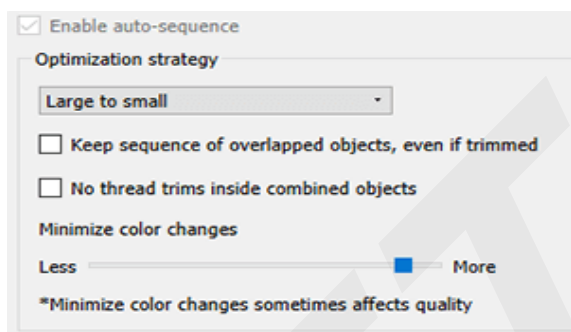 Enable auto-sequence
Optimization strategy
Large to small
Keep sequence of overlapped objects, even if trimmed
No thread trims inside combined objects
Minimize color changes
Less More
*Minimize color changes sometimes affects quality